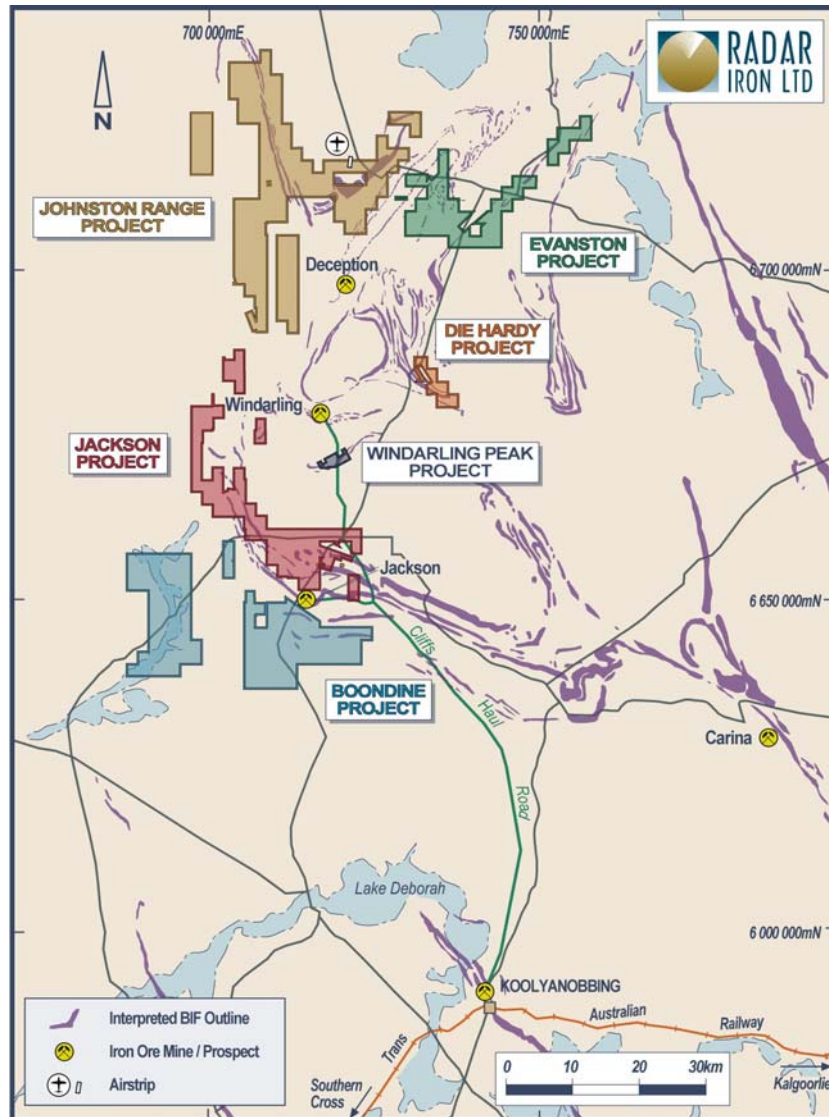 700 000mE
750 000mE
RADAR
IRON LTD
N
JOHNSTON RANGE
PROJECT
EVANSTON
PROJECT
Deception
6 700 000mN
DIE HARDY
PROJECT
Windarling
JACKSON
PROJECT
WINDARLING PEAK
PROJECT
Jackson
6 650 000mN
Cliffs
BOONDINE
PROJECT
Haul
Carina
Road
Lake Deborah
6 000 000mN
KOOLYANOBBING
Interpreted BIF Outline
Iron Ore Mine / Prospect
Airstrip
Trans
Australian
Railway
Southern
Cross
0 10 20 30km
Kalgoorlie